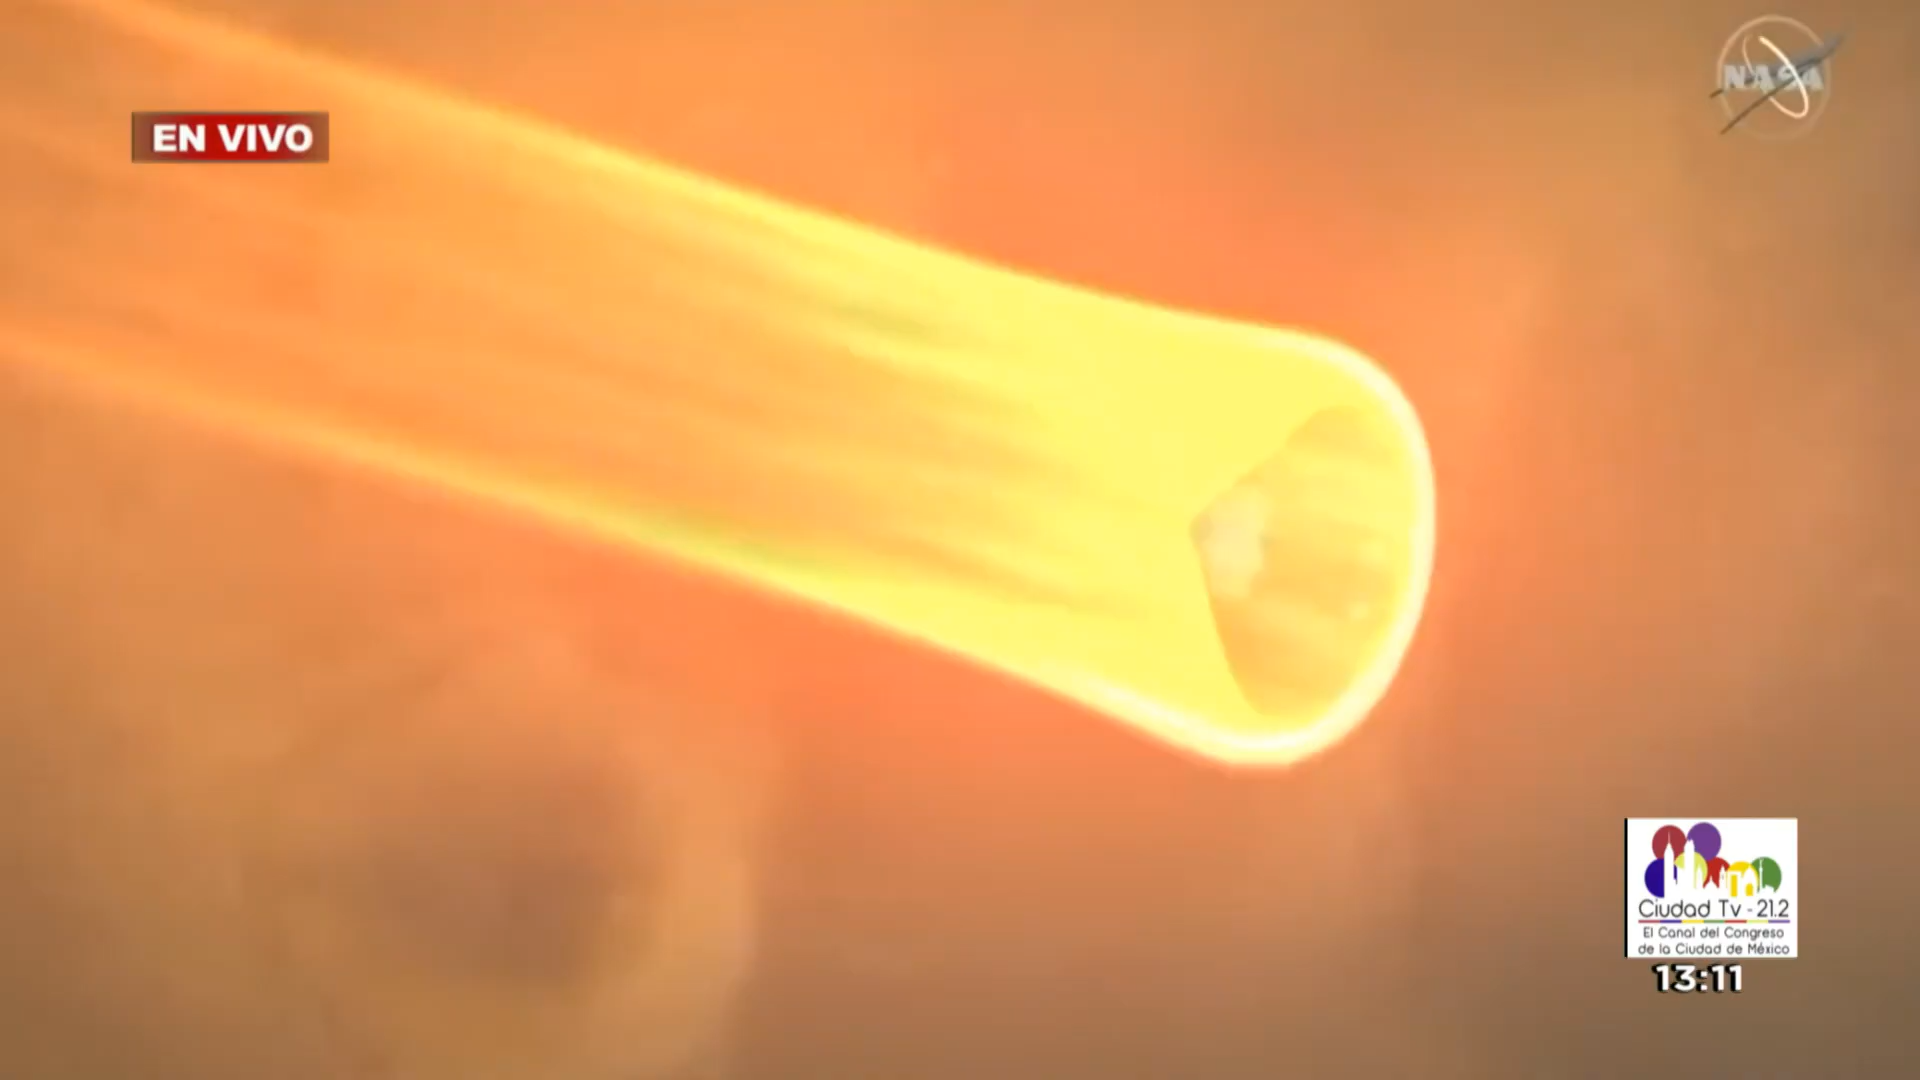 NASA
EN VIVO
Ciudad Tv - 21.2
El Canal del Congreso
de la Ciudad de México
13:11